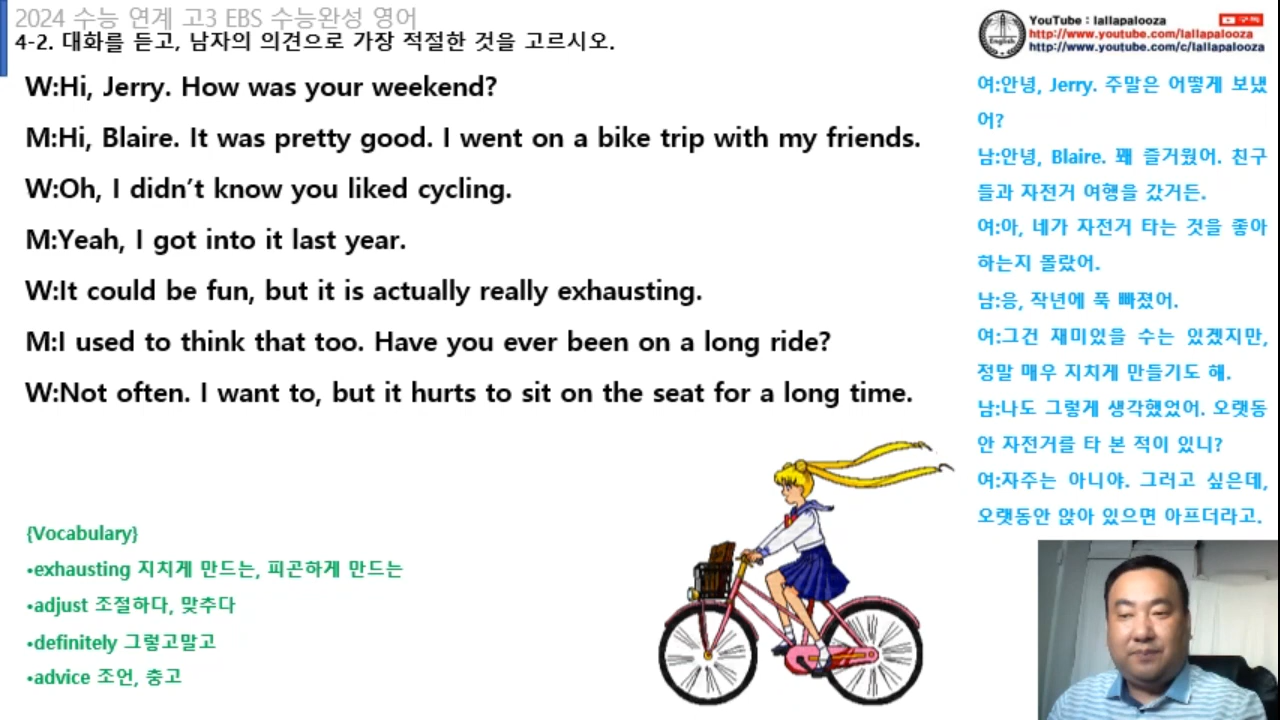 2024 수능 연계 고3 EBS 수능완성 영어
4-2. 대화를 듣고, 남자의 의견으로 가장 적절한 것을 고르시오.
YouTube : lallapalooza
구독
http://www.youtube.com/lallapalooza
http://www.youtube.com/c/lallapalooza
English
W:Hi, Jerry. How was your weekend?
M:Hi, Blaire. It was pretty good. I went on a bike trip with my friends.
W:Oh, I didn’t know you liked cycling.
M:Yeah, I got into it last year.
W:It could be fun, but it is actually really exhausting.
M:I used to think that too. Have you ever been on a long ride?
W:Not often. I want to, but it hurts to sit on the seat for a long time.
여:안녕, Jerry. 주말은 어떻게 보냈
어?
남:안녕, Blaire. 꽤 즐거웠어. 친구
들과 자전거 여행을 갔거든.
여:아, 네가 자전거 타는 것을 좋아
하는지 몰랐어.
남:응, 작년에 푹 빠졌어.
여:그건 재미있을 수는 있겠지만,
정말 매우 지치게 만들기도 해.
남:나도 그렇게 생각했었어. 오랫동
안 자전거를 타 본 적이 있니?
여:자주는 아니야. 그러고 싶은데,
오랫동안 앉아 있으면 아프더라고.
{Vocabulary}
•exhausting 지치게 만드는, 피곤하게 만드는
•adjust 조절하다, 맞추다
•definitely 그렇고말고
•advice 조언, 충고